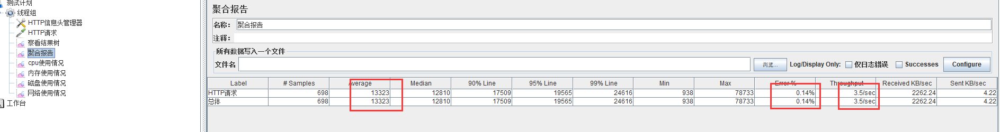 测试计划
线程组
HTTP信息头管理器
HTTP请求
察看结果树
聚合报告
cpu使用情况
内存使用情况
磁盘使用情况
网络使用情况
工作台
聚合报告
名称： 聚合报告
注释：
所有数据写入一个文件
文件名 浏览... Log/Display Only: 仅日志错误 Successes Configure
Label # Samples Average Median 90% Line 95% Line 99% Line Min Max Error % Throughput Received KB/sec Sent KB/sec
HTTP请求 698 13323 12810 17509 19565 24616 938 78733 0.14% 3.5/sec 2262.24 4.22
总体 698 13323 12810 17509 19565 24616 938 78733 0.14% 3.5/sec 2262.24 4.22